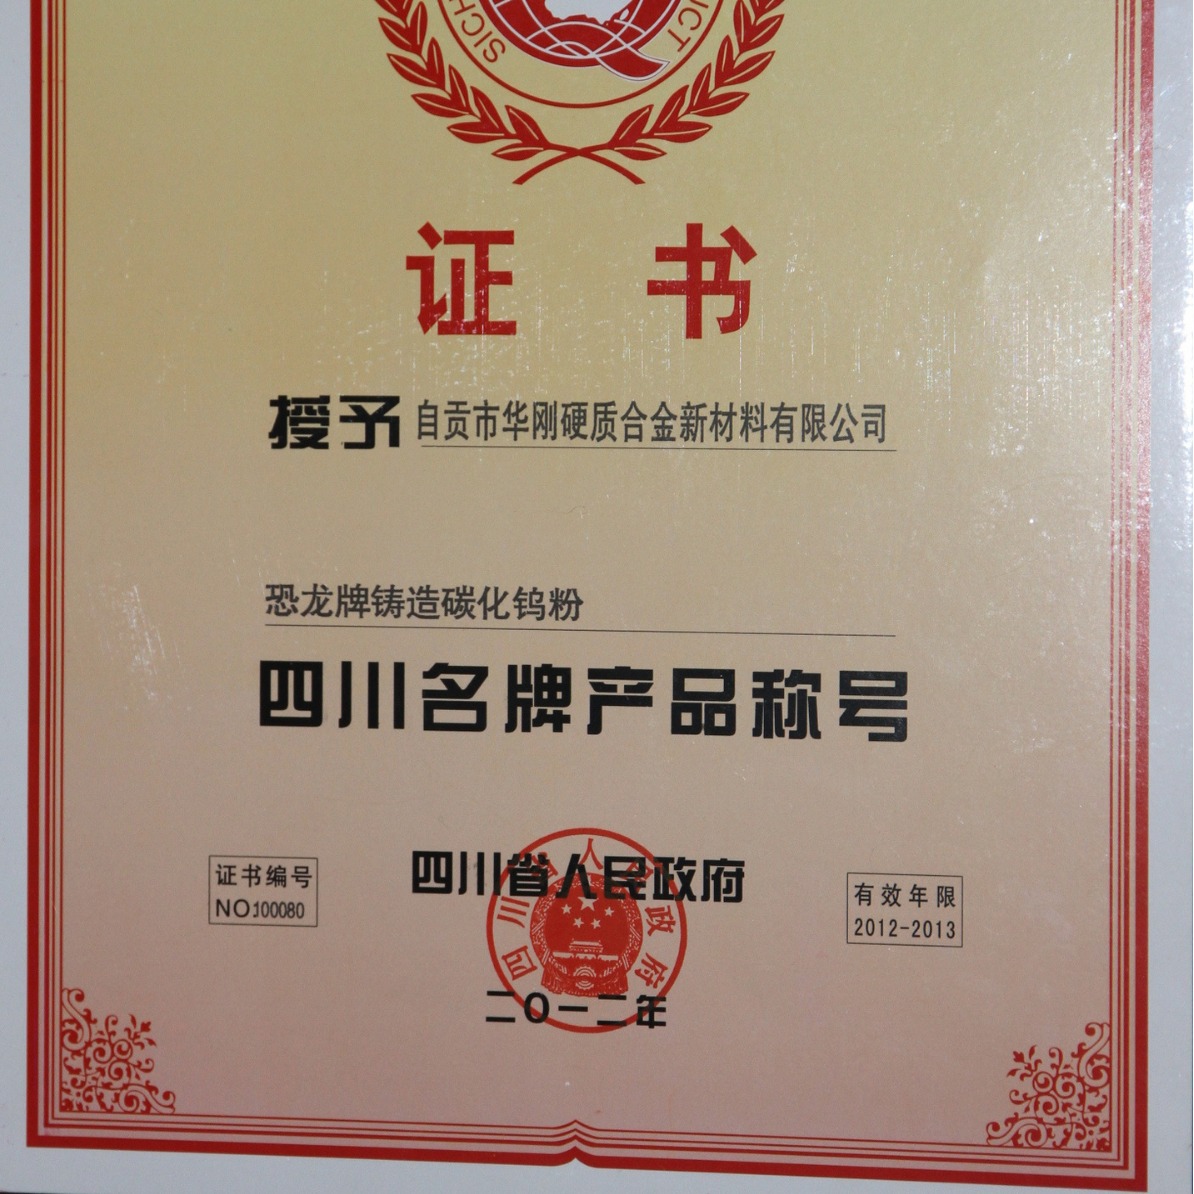 SICH
UCT
证书
授予 自贡市华刚硬质合金新材料有限公司
恐龙牌铸造碳化钨粉
四川名牌产品称号
证书编号
NO:100080
四川省人民政府
二〇一二年
有效年限
2012-2013